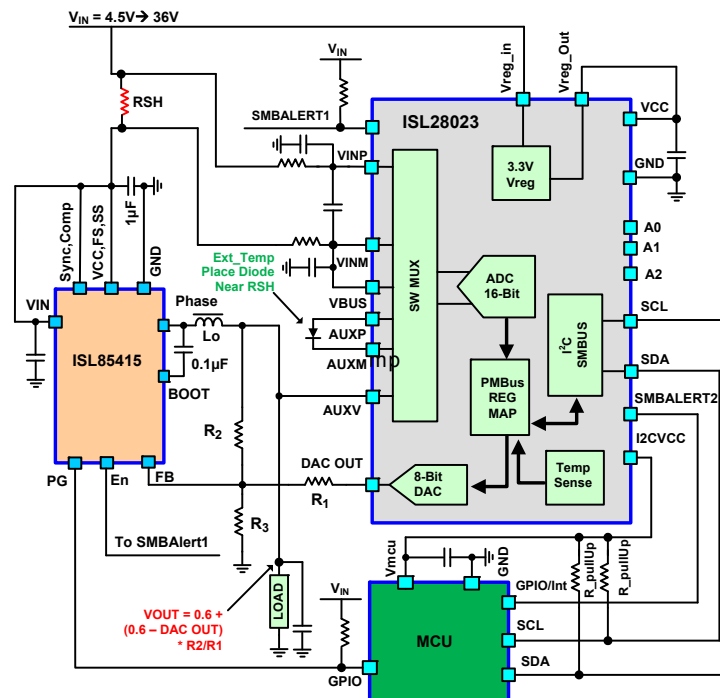 VIN = 4.5V→ 36V
VIN
Vreg_in
Vreg_Out
RSH
SMBALERT1
ISL28023
VCC
3.3V
Vreg
GND
VINP
Sync,Comp
VCC,FS,SS
1µF
GND
A0
A1
A2
Ext_Temp
Place Diode
Near RSH
VINM
VBUS
SW MUX
ADC
16-Bit
VIN
Phase
Lo
AUXP
AUXM
mp
SCL
I²C
SMBUS
SDA
ISL85415
0.1µF
BOOT
AUXV
PMBus
REG
MAP
SMBALERT2
I2CVCC
R2
DAC OUT
8-Bit
DAC
Temp
Sense
PG
En
FB
R1
R3
To SMBAlert1
Vmcu
GND
R_pullUp
R_pullUp
VOUT = 0.6 +
(0.6 – DAC OUT)
* R2/R1
LOAD
VIN
GPIO/Int
MCU
SCL
SDA
GPIO